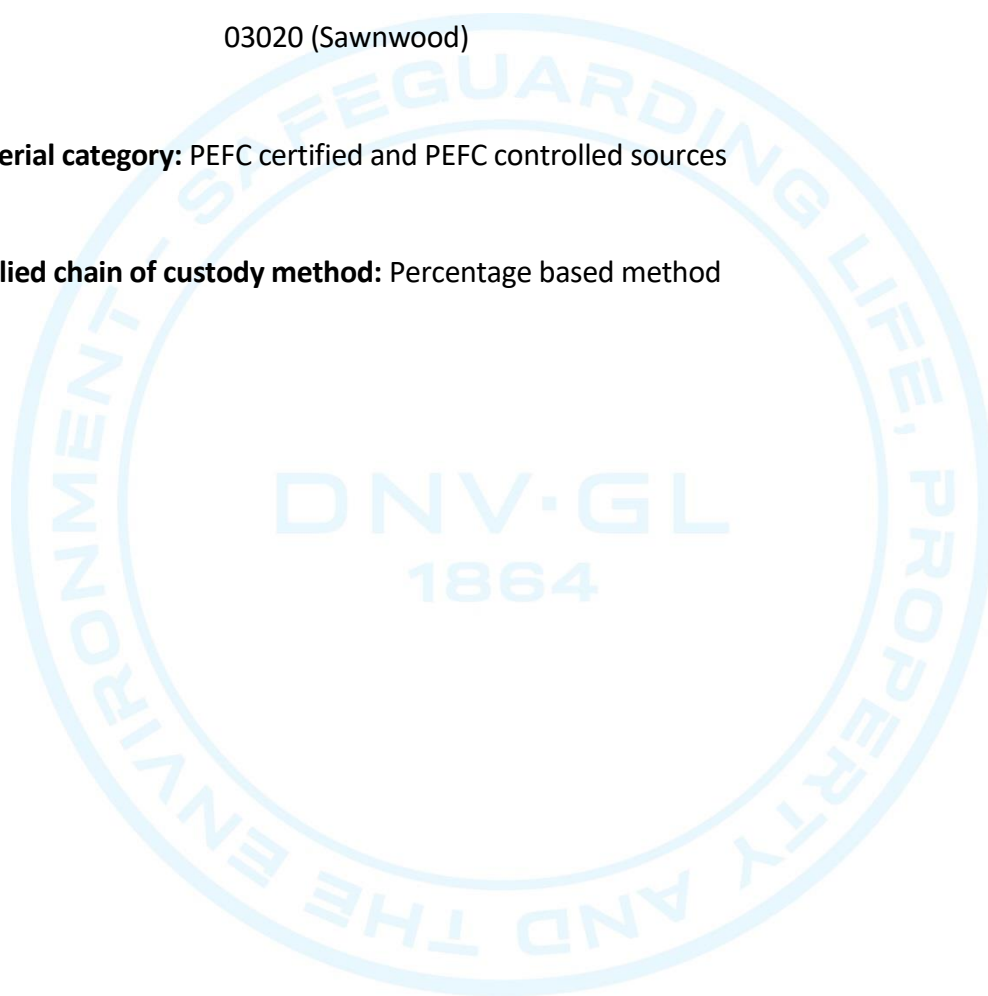 03020 (Sawnwood)
erial category: PEFC certified and PEFC controlled sources
lied chain of custody method: Percentage based method
SAFEGUARDING LIFE, PROPERTY AND THE ENVIRONMENT
DNV·GL
1864